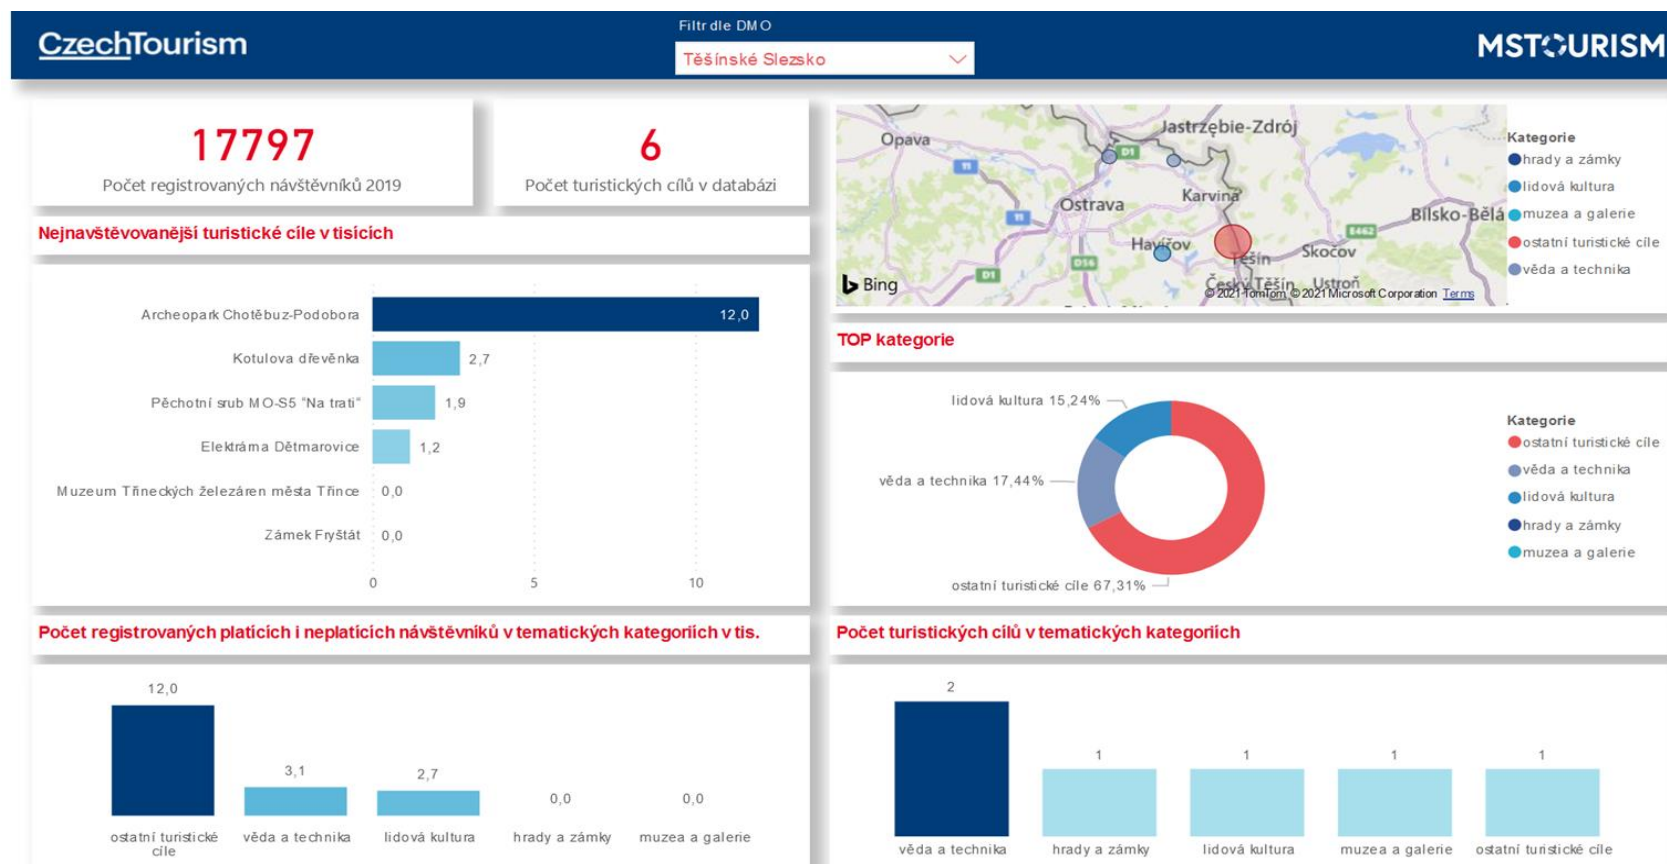 CzechTourism
Filtr dle DMO
Těšínské Slezsko
MSTOURISM
17797
Počet registrovaných návštěvníků 2019
6
Počet turistických cílů v databázi
Nejnavštěvovanější turistické cíle v tisících
Archeopark Chotěbuz-Podobora
12,0
Kotulova dřevěnka
2,7
Pěchotní srub MO-S5 "Na trati"
1,9
Elektrárna Dětmarovice
1,2
Muzeum Třineckých železáren města Třince
0,0
Zámek Fryštát
0,0
0
5
10
Opava
Jastrzębie-Zdrój
D1
11
Karviná
Ostrava
11
Bílsko-Bělá
E462
Havířov
Skočov
Těšín
D56
D1
Český Těšín
Ustroń
Bing
© 2021 TomTom, © 2021 Microsoft Corporation Terms
Kategorie
hrady a zámky
lidová kultura
muzea a galerie
ostatní turistické cíle
věda a technika
TOP kategorie
lidová kultura 15,24%
věda a technika 17,44%
ostatní turistické cíle 67,31%
Kategorie
ostatní turistické cíle
věda a technika
lidová kultura
hrady a zámky
muzea a galerie
Počet registrovaných platících i neplatících návštěvníků v tematických kategoriích v tis.
12,0
3,1
2,7
0,0
0,0
ostatní turistické
cíle
věda a technika
lidová kultura
hrady a zámky
muzea a galerie
Počet turistických cílů v tematických kategoriích
2
1
1
1
1
věda a technika
hrady a zámky
lidová kultura
muzea a galerie
ostatní turistické cíle